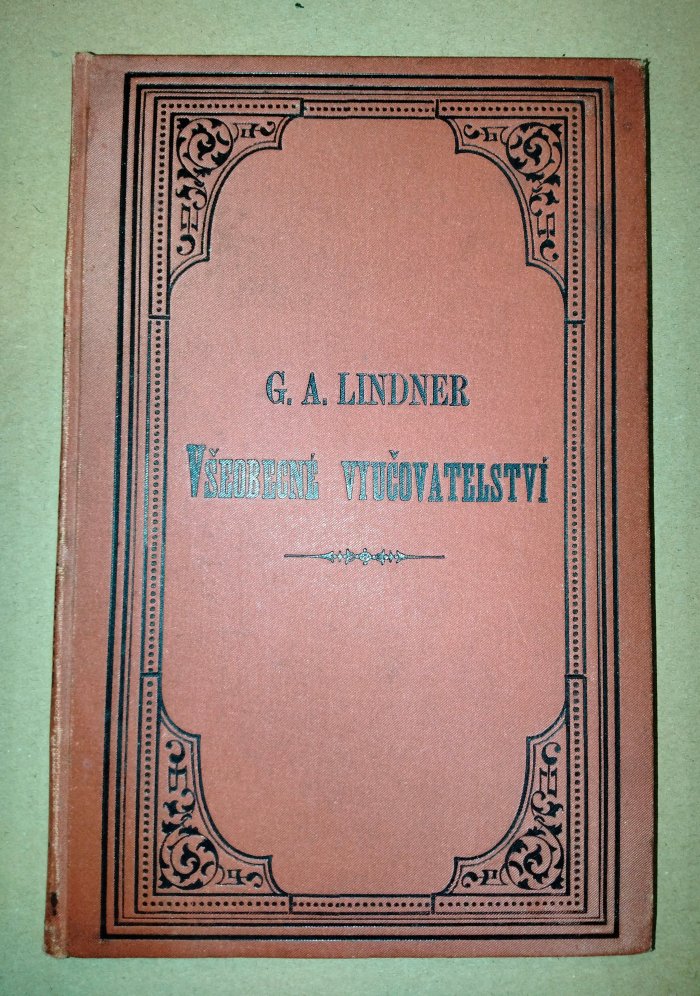 G. A. LINDNER
VŠEOBECNÉ VYUČOVATELSTVÍ